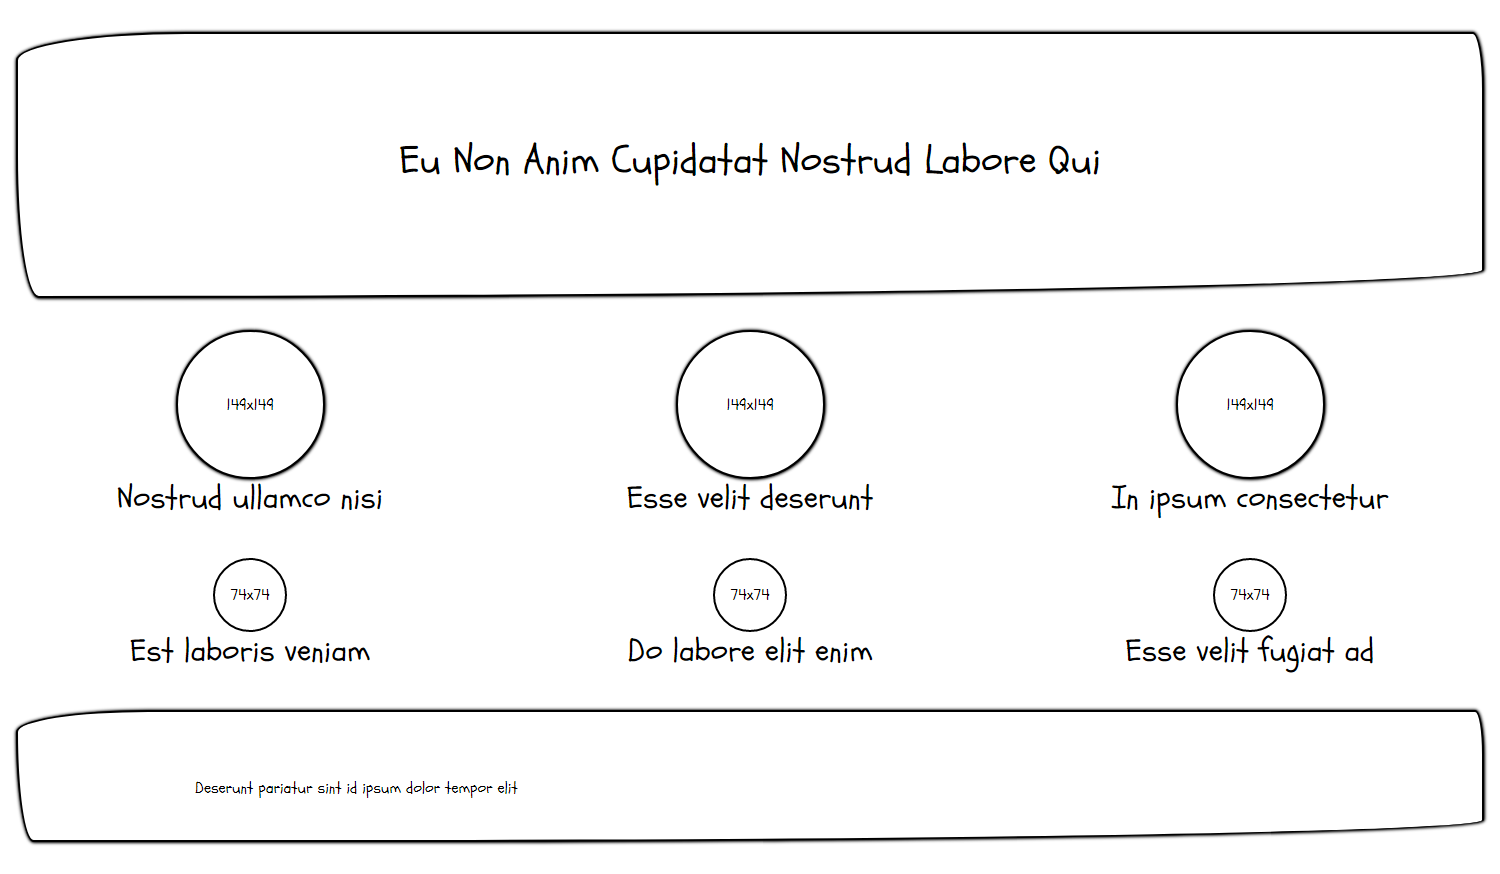 Eu Non Anim Cupidatat Nostrud Labore Qui
149x149
149x149
149x149
Nostrud ullamco nisi
Esse velit deserunt
In ipsum consectetur
74x74
74x74
74x74
Est laboris veniam
Do labore elit enim
Esse velit fugiat ad
Deserunt pariatur sint id ipsum dolor tempor elit